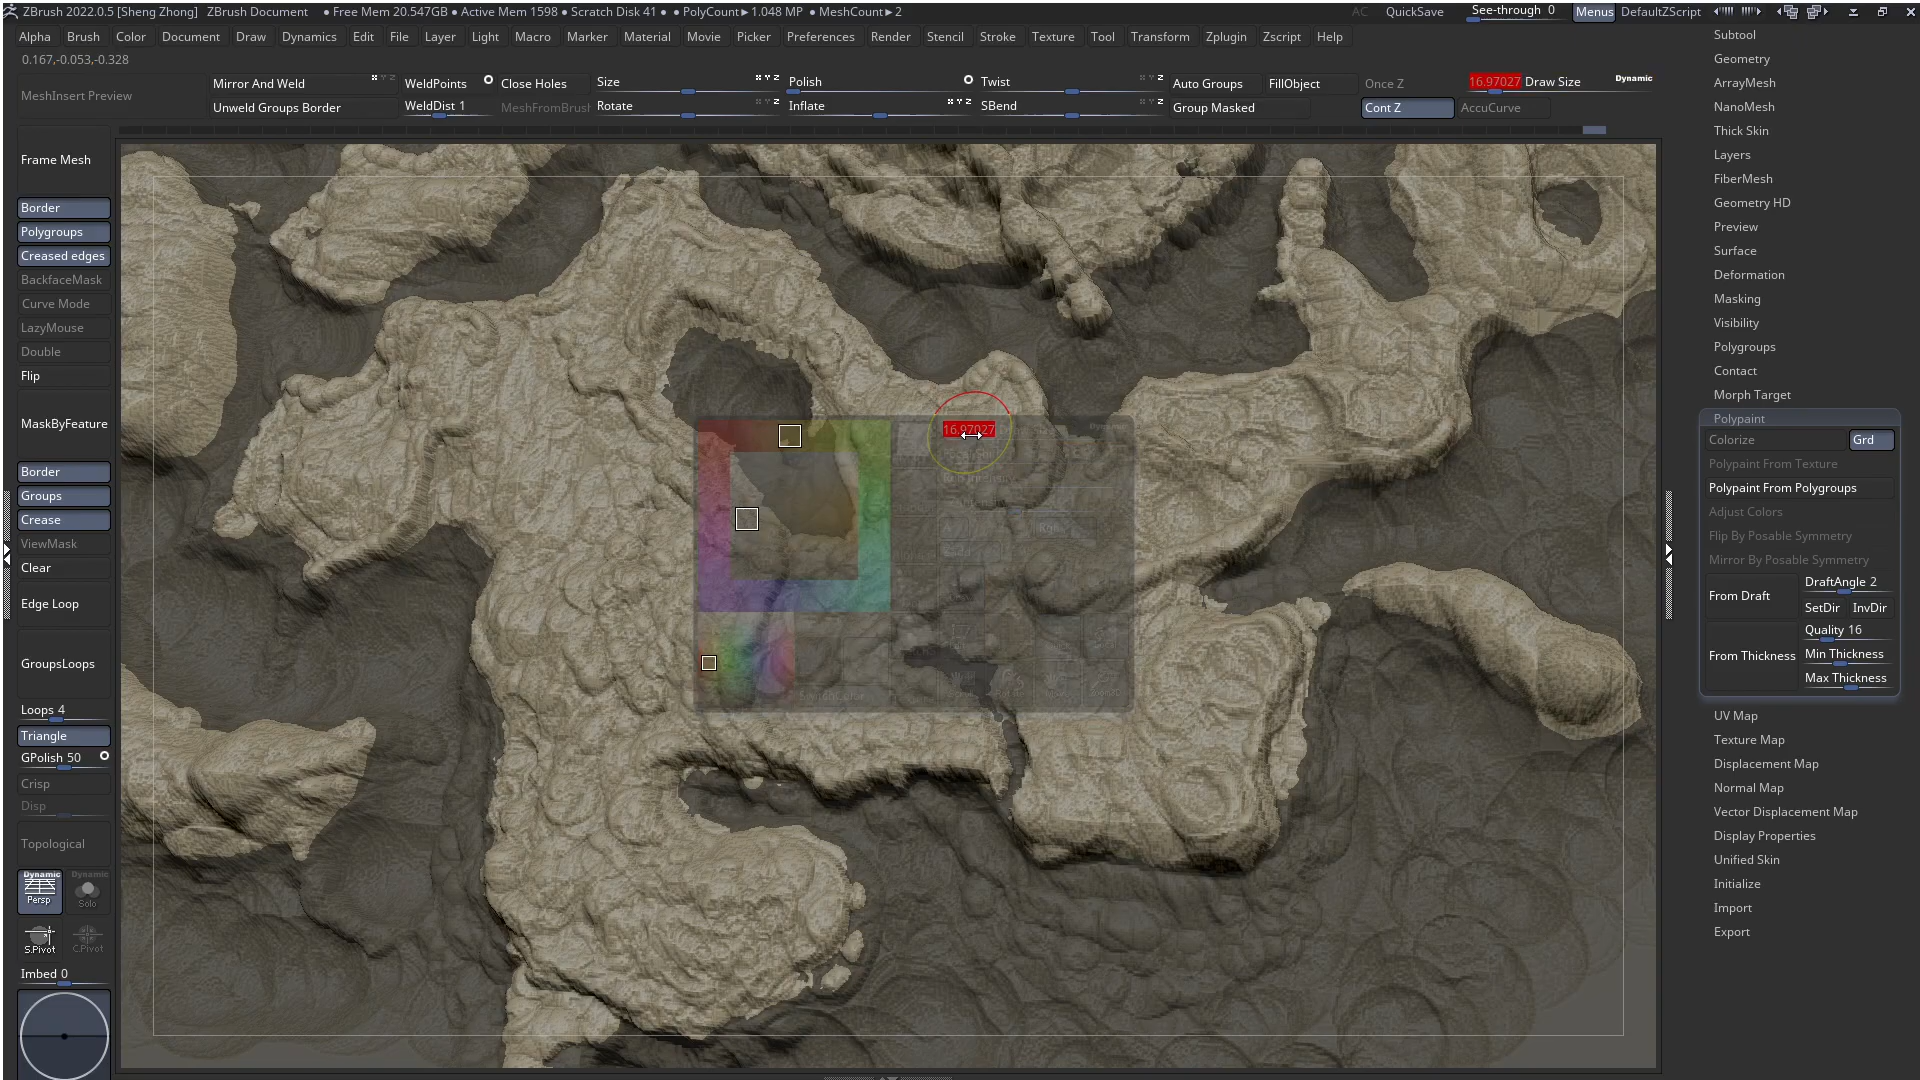 ZBrush 2022.0.5 [Sheng Zhong] ZBrush Document • Free Mem 20.547GB • Active Mem 1598 • Scratch Disk 41 • • PolyCount► 1.048 MP • MeshCount► 2 AC QuickSave See-through 0 Menus DefaultZScript
Alpha Brush Color Document Draw Dynamics Edit File Layer Light Macro Marker Material Movie Picker Preferences Render Stencil Stroke Texture Tool Transform Zplugin Zscript Help
0.167,-0.053,-0.328
MeshInsert Preview
Mirror And Weld WeldPoints Close Holes Size Polish Twist Auto Groups FillObject Once Z 16.97027 Draw Size Dynamic
Unweld Groups Border WeldDist 1 MeshFromBrush Rotate Inflate SBend Group Masked Cont Z AccuCurve
Frame Mesh
Border
Polygroups
Creased edges
BackfaceMask
Curve Mode
LazyMouse
Double
Flip
MaskByFeature
Border
Groups
Crease
ViewMask
Clear
Edge Loop
GroupsLoops
Loops 4
Triangle
GPolish 50
Crisp
Disp
Topological
Dynamic Dynamic
Persp Solo
S.Pivot C.Pivot
Imbed 0
16.97027
Subtool
Geometry
ArrayMesh
NanoMesh
Thick Skin
Layers
FiberMesh
Geometry HD
Preview
Surface
Deformation
Masking
Visibility
Polygroups
Contact
Morph Target
Polypaint
Colorize Grd
Polypaint From Texture
Polypaint From Polygroups
Adjust Colors
Flip By Posable Symmetry
Mirror By Posable Symmetry
From Draft DraftAngle 2
SetDir InvDir
Quality 16
From Thickness Min Thickness
Max Thickness
UV Map
Texture Map
Displacement Map
Normal Map
Vector Displacement Map
Display Properties
Unified Skin
Initialize
Import
Export